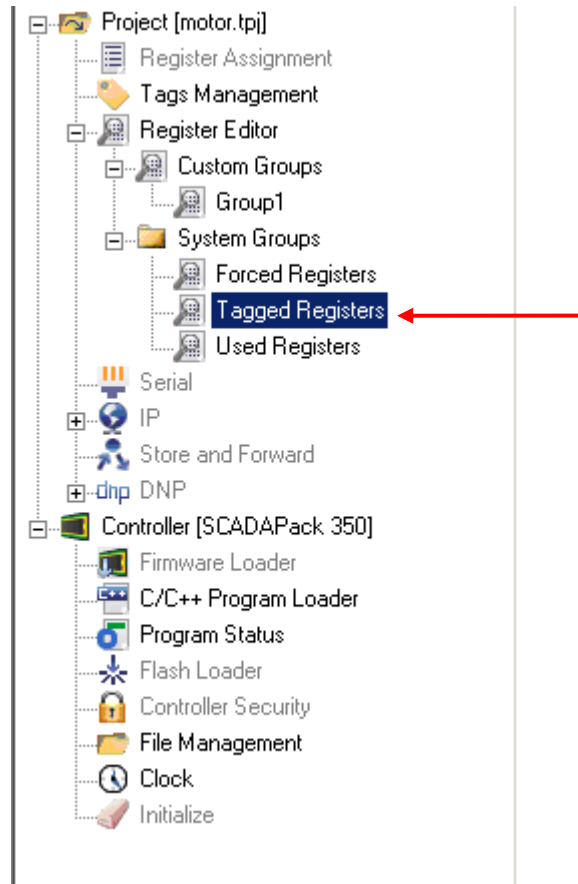 Project [motor.tpj]
Register Assignment
Tags Management
Register Editor
Custom Groups
Group1
System Groups
Forced Registers
Tagged Registers
Used Registers
Serial
IP
Store and Forward
dnp DNP
Controller [SCADAPack 350]
Firmware Loader
C++ C/C++ Program Loader
Program Status
Flash Loader
Controller Security
File Management
Clock
Initialize